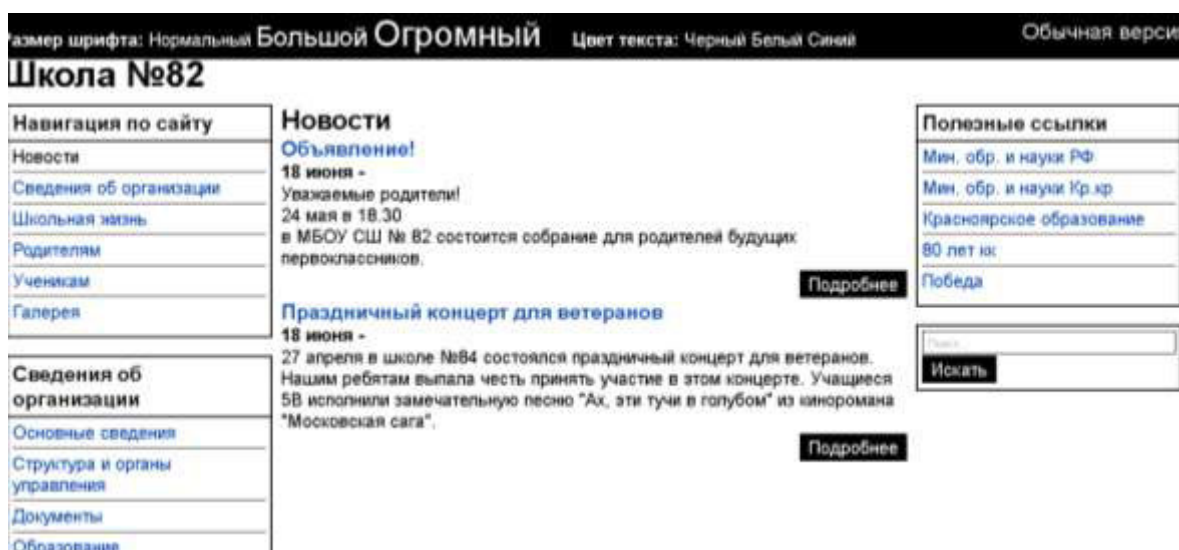 Размер шрифта: Нормальный Большой Огромный Цвет текста: Черный Белый Синий Обычная версия
Школа №82
Навигация по сайту
Новости
Сведения об организации
Школьная жизнь
Родителям
Ученикам
Галерея
Сведения об
организации
Основные сведения
Структура и органы
управления
Документы
Образование
Новости
Объявление!
18 июня -
Уважаемые родители!
24 мая в 18.30
в МБОУ СШ № 82 состоится собрание для родителей будущих
первоклассников.
Подробнее
Праздничный концерт для ветеранов
18 июня -
27 апреля в школе №84 состоялся праздничный концерт для ветеранов.
Нашим ребятам выпала честь принять участие в этом концерте. Учащиеся
5В исполнили замечательную песню "Ах, эти тучи в голубом" из киноромана
"Московская сага".
Подробнее
Полезные ссылки
Мин. обр. и науки РФ
Мин. обр. и науки Кр.кр
Красноярское образование
80 лет кк
Победа
Поиск...
Искать